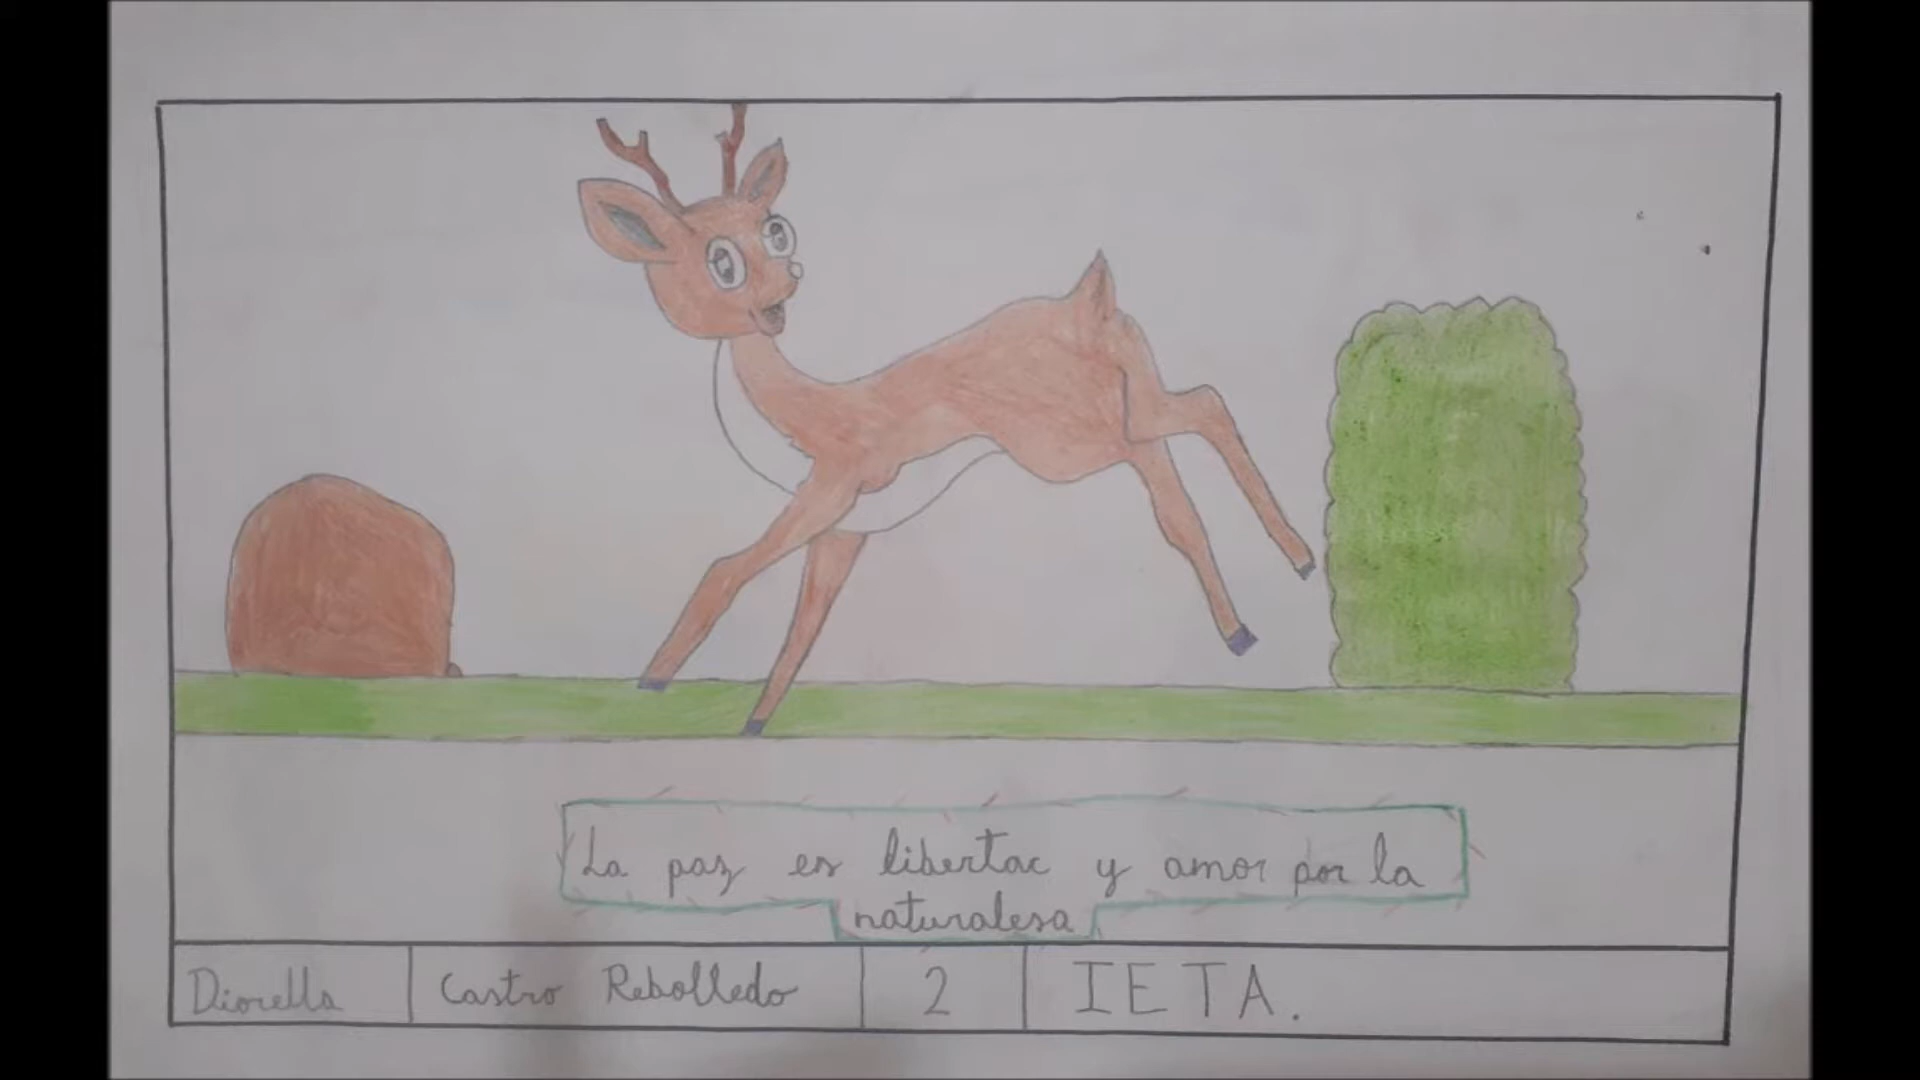 La paz es libertac y amor por la
naturalesa
Diorella Castro Rebolledo 2 IETA.